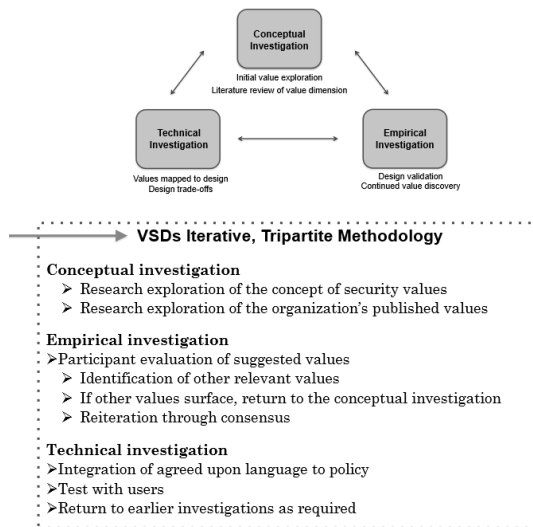 Conceptual
Investigation
Initial value exploration
Literature review of value dimension
Technical
Investigation
Values mapped to design
Design trade-offs
Empirical
Investigation
Design validation
Continued value discovery
VSDs Iterative, Tripartite Methodology
Conceptual investigation
➤ Research exploration of the concept of security values
➤ Research exploration of the organization's published values
Empirical investigation
➤Participant evaluation of suggested values
➤ Identification of other relevant values
➤ If other values surface, return to the conceptual investigation
➤ Reiteration through consensus
Technical investigation
➤Integration of agreed upon language to policy
➤Test with users
➤Return to earlier investigations as required